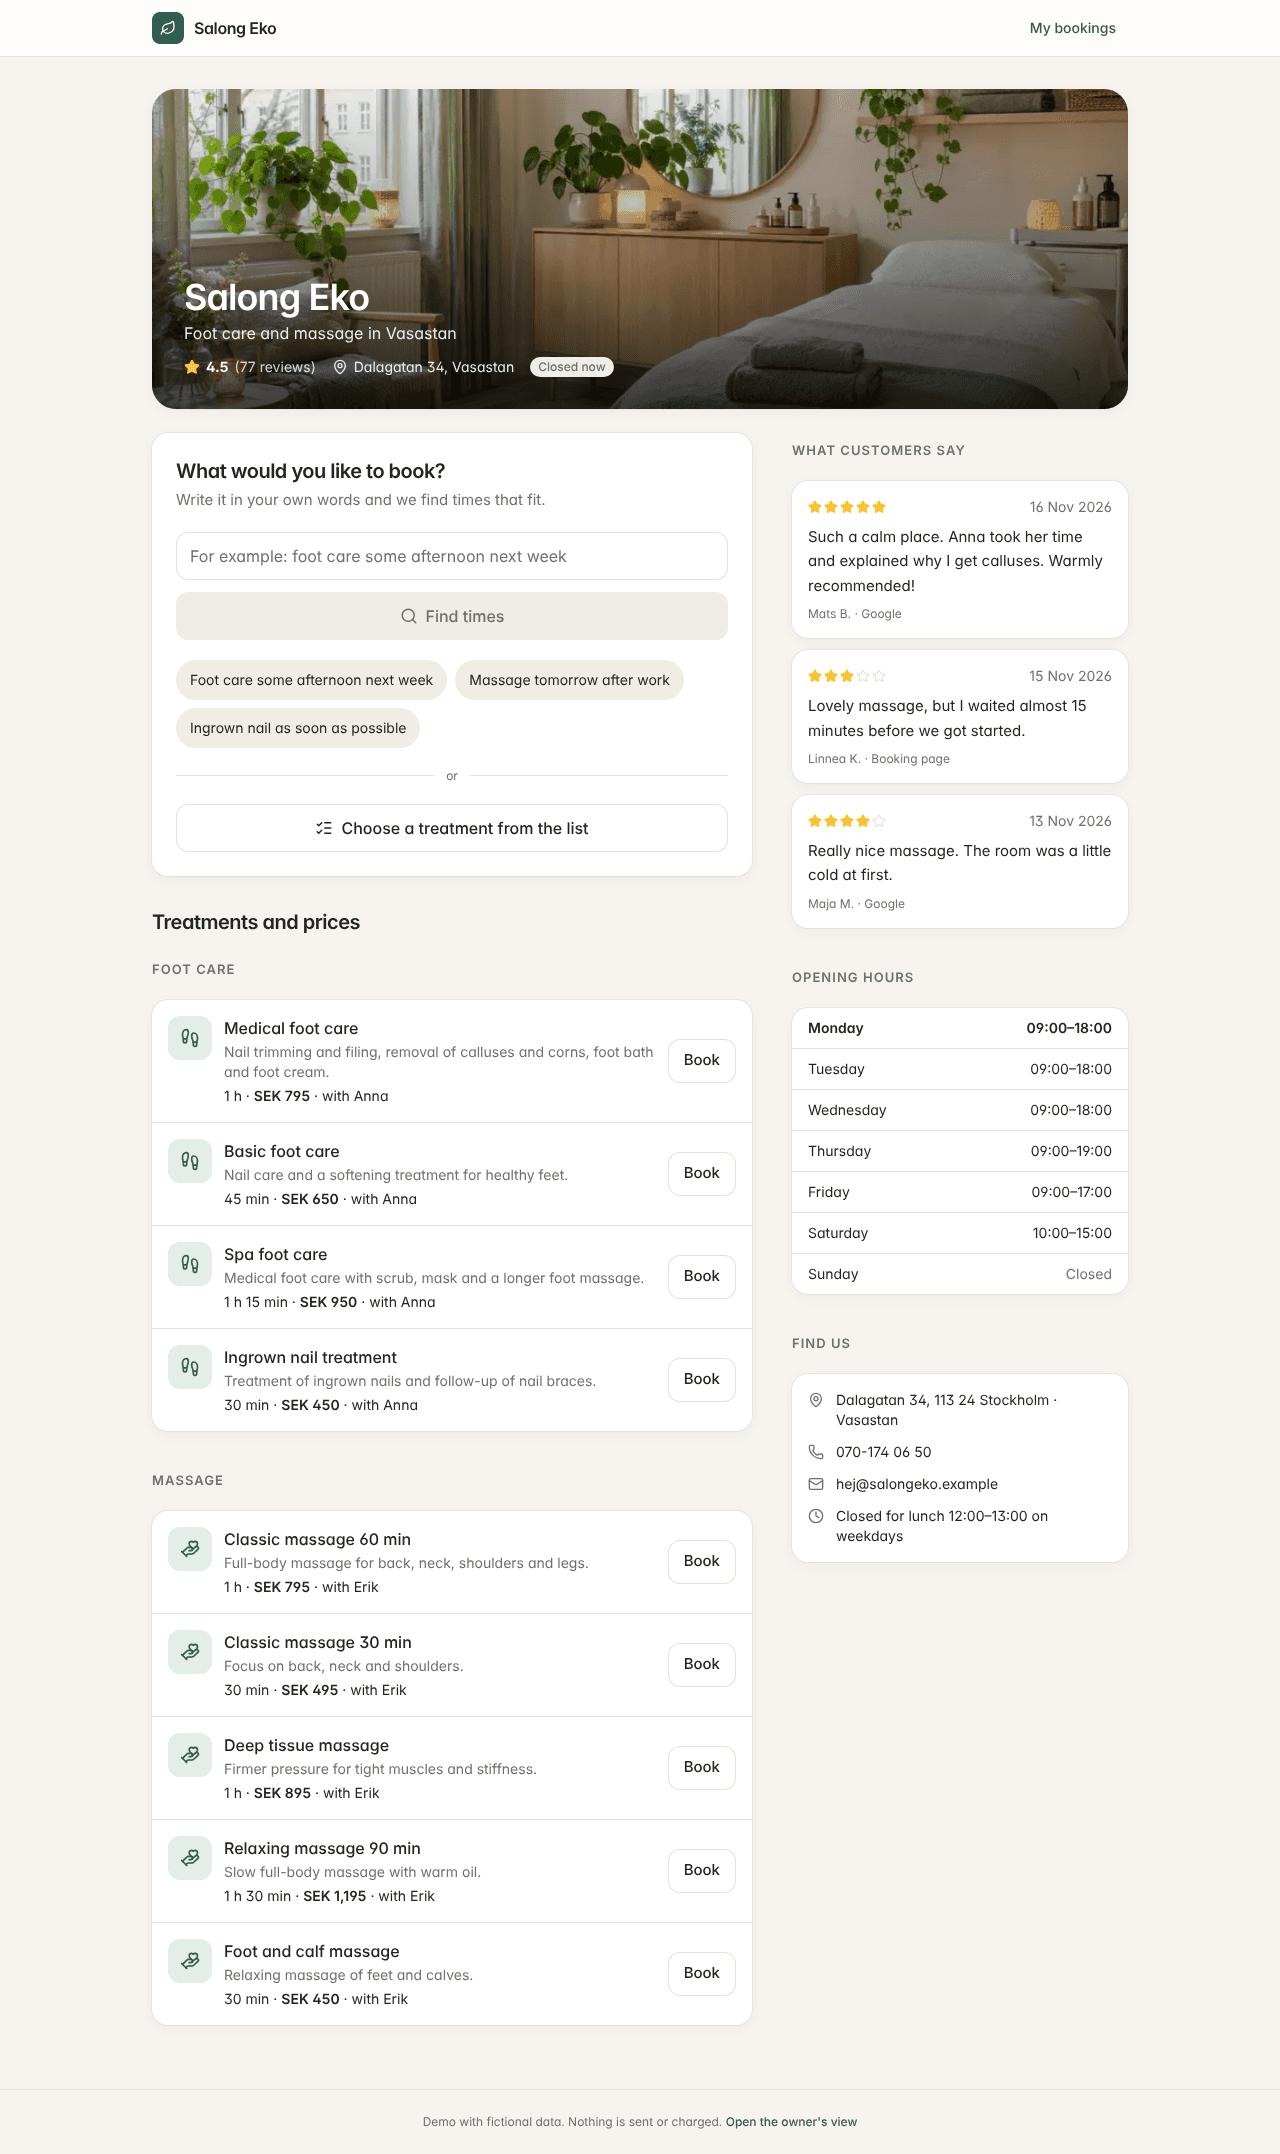 Salong Eko
My bookings
Salong Eko
Foot care and massage in Vasastan
4.5 (77 reviews) Dalagatan 34, Vasastan Closed now
What would you like to book?
Write it in your own words and we find times that fit.
For example: foot care some afternoon next week
Find times
Foot care some afternoon next week
Massage tomorrow after work
Ingrown nail as soon as possible
or
Choose a treatment from the list
Treatments and prices
FOOT CARE
Medical foot care
Nail trimming and filing, removal of calluses and corns, foot bath
and foot cream.
1 h · SEK 795 · with Anna
Book
Basic foot care
Nail care and a softening treatment for healthy feet.
45 min · SEK 650 · with Anna
Book
Spa foot care
Medical foot care with scrub, mask and a longer foot massage.
1 h 15 min · SEK 950 · with Anna
Book
Ingrown nail treatment
Treatment of ingrown nails and follow-up of nail braces.
30 min · SEK 450 · with Anna
Book
MASSAGE
Classic massage 60 min
Full-body massage for back, neck, shoulders and legs.
1 h · SEK 795 · with Erik
Book
Classic massage 30 min
Focus on back, neck and shoulders.
30 min · SEK 495 · with Erik
Book
Deep tissue massage
Firmer pressure for tight muscles and stiffness.
1 h · SEK 895 · with Erik
Book
Relaxing massage 90 min
Slow full-body massage with warm oil.
1 h 30 min · SEK 1,195 · with Erik
Book
Foot and calf massage
Relaxing massage of feet and calves.
30 min · SEK 450 · with Erik
Book
WHAT CUSTOMERS SAY
16 Nov 2026
Such a calm place. Anna took her time
and explained why I get calluses. Warmly
recommended!
Mats B. · Google
15 Nov 2026
Lovely massage, but I waited almost 15
minutes before we got started.
Linnea K. · Booking page
13 Nov 2026
Really nice massage. The room was a little
cold at first.
Maja M. · Google
OPENING HOURS
Monday 09:00–18:00
Tuesday 09:00–18:00
Wednesday 09:00–18:00
Thursday 09:00–19:00
Friday 09:00–17:00
Saturday 10:00–15:00
Sunday Closed
FIND US
Dalagatan 34, 113 24 Stockholm ·
Vasastan
070-174 06 50
hej@salongeko.example
Closed for lunch 12:00–13:00 on
weekdays
Demo with fictional data. Nothing is sent or charged. Open the owner's view